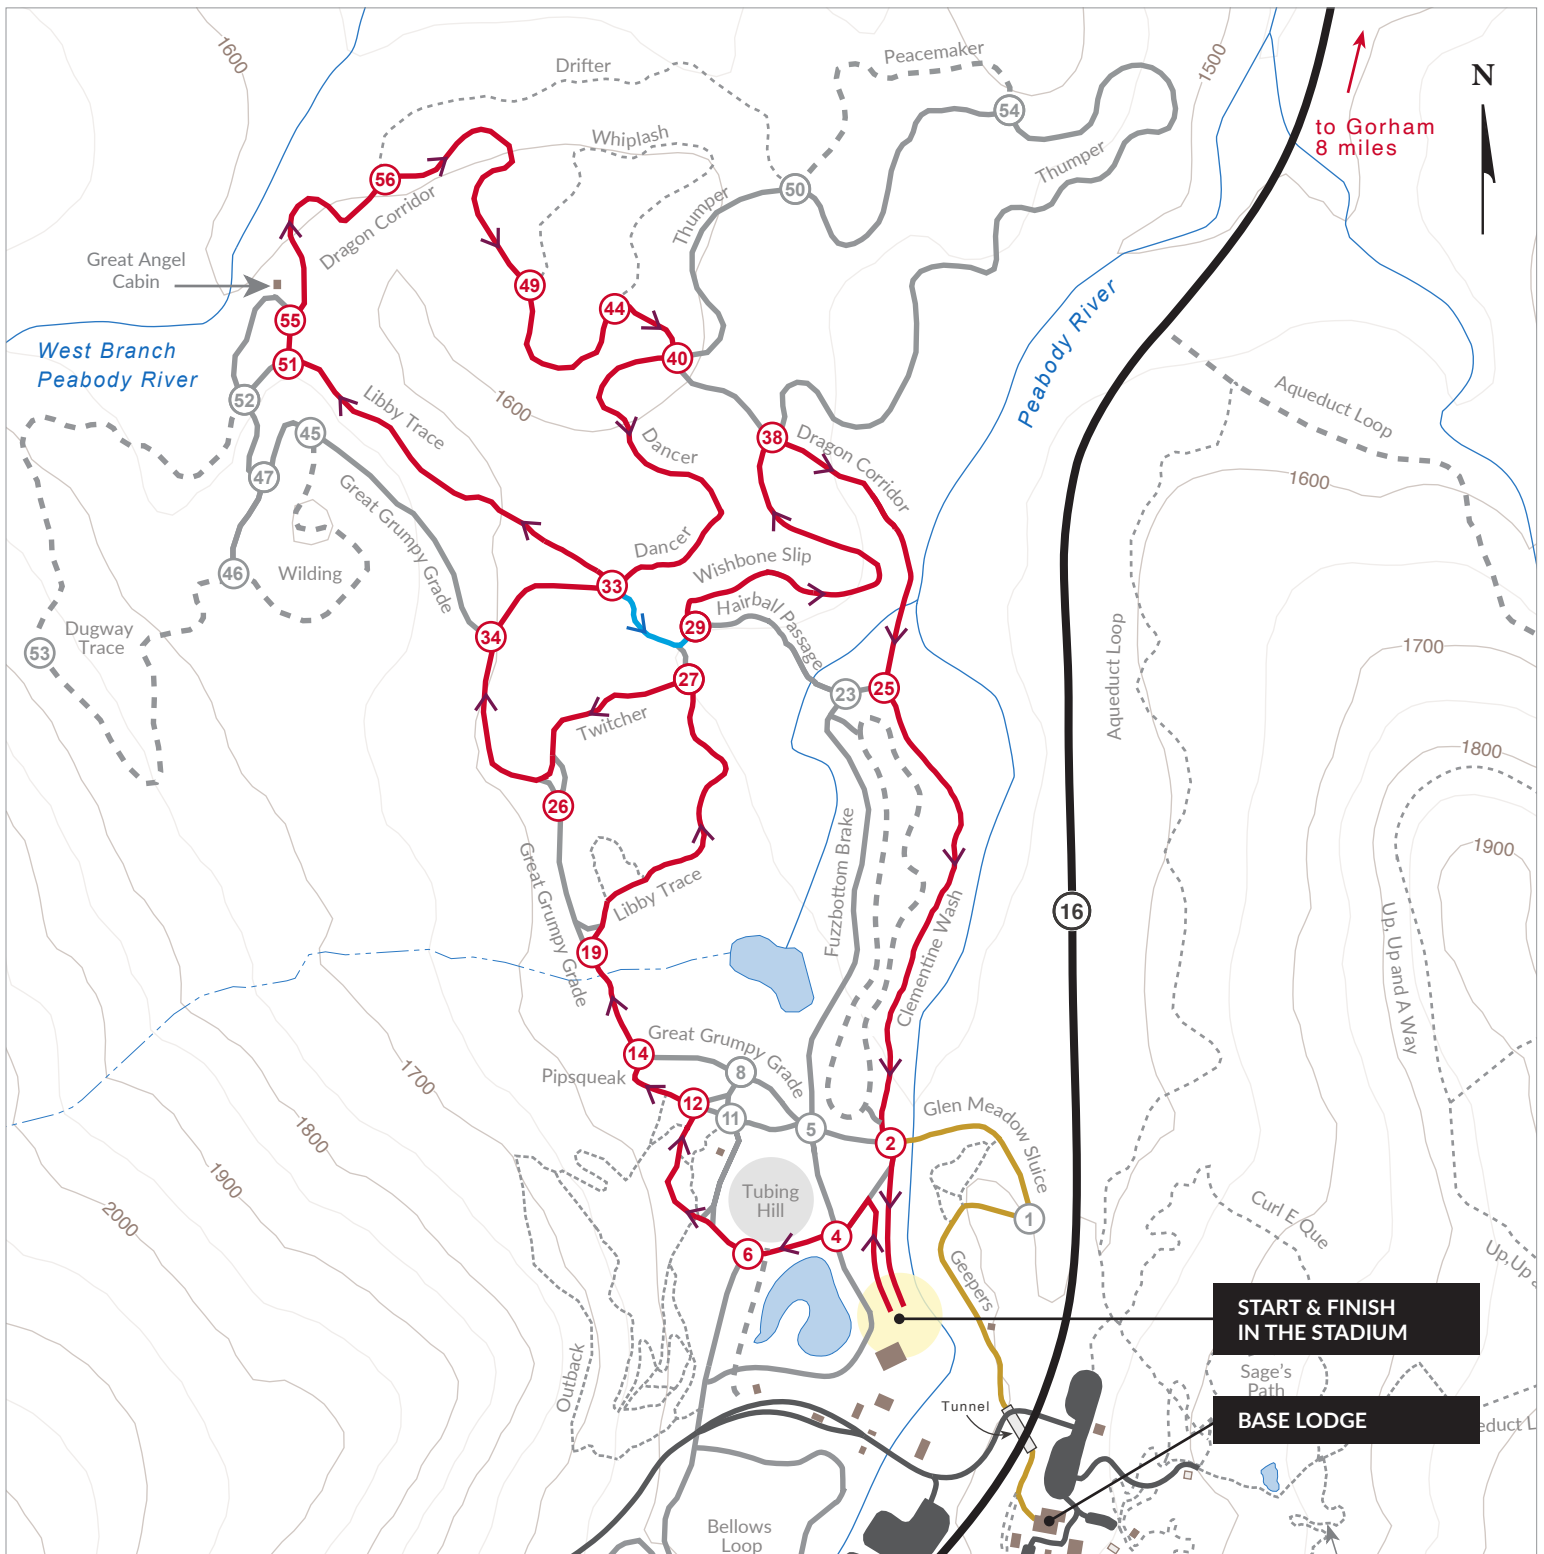 1600
Drifter
Peacemaker
1500
N
to Gorham
8 miles
54
Whiplash
Thumper
56
50
Thumper
Dragon Corridor
Great Angel
Cabin
49
44
55
Peabody River
West Branch
Peabody River
51
40
52
Libby Trace
1600
Aqueduct Loop
45
Dancer
38
Dragon Corridor
47
Great Grumpy Grade
1600
Dancer
Wishbone Slip
46
Wilding
33
Hairball Passage
29
34
Dugway
Trace
53
Aqueduct Loop
1700
27
23
25
Twitcher
1800
26
Fuzzbottom Brake
1900
Great Grumpy Grade
Libby Trace
Clementine Wash
16
Up, Up and A Way
19
Great Grumpy Grade
14
8
Pipsqueak
1700
12
11
5
Glen Meadow Sluice
2
1800
1900
2000
Tubing
Hill
1
Curl E Que
4
6
Up,Up
Geepers
START & FINISH
IN THE STADIUM
Outback
Sage's
Path
Tunnel
BASE LODGE
educt L
Bellows
Loop